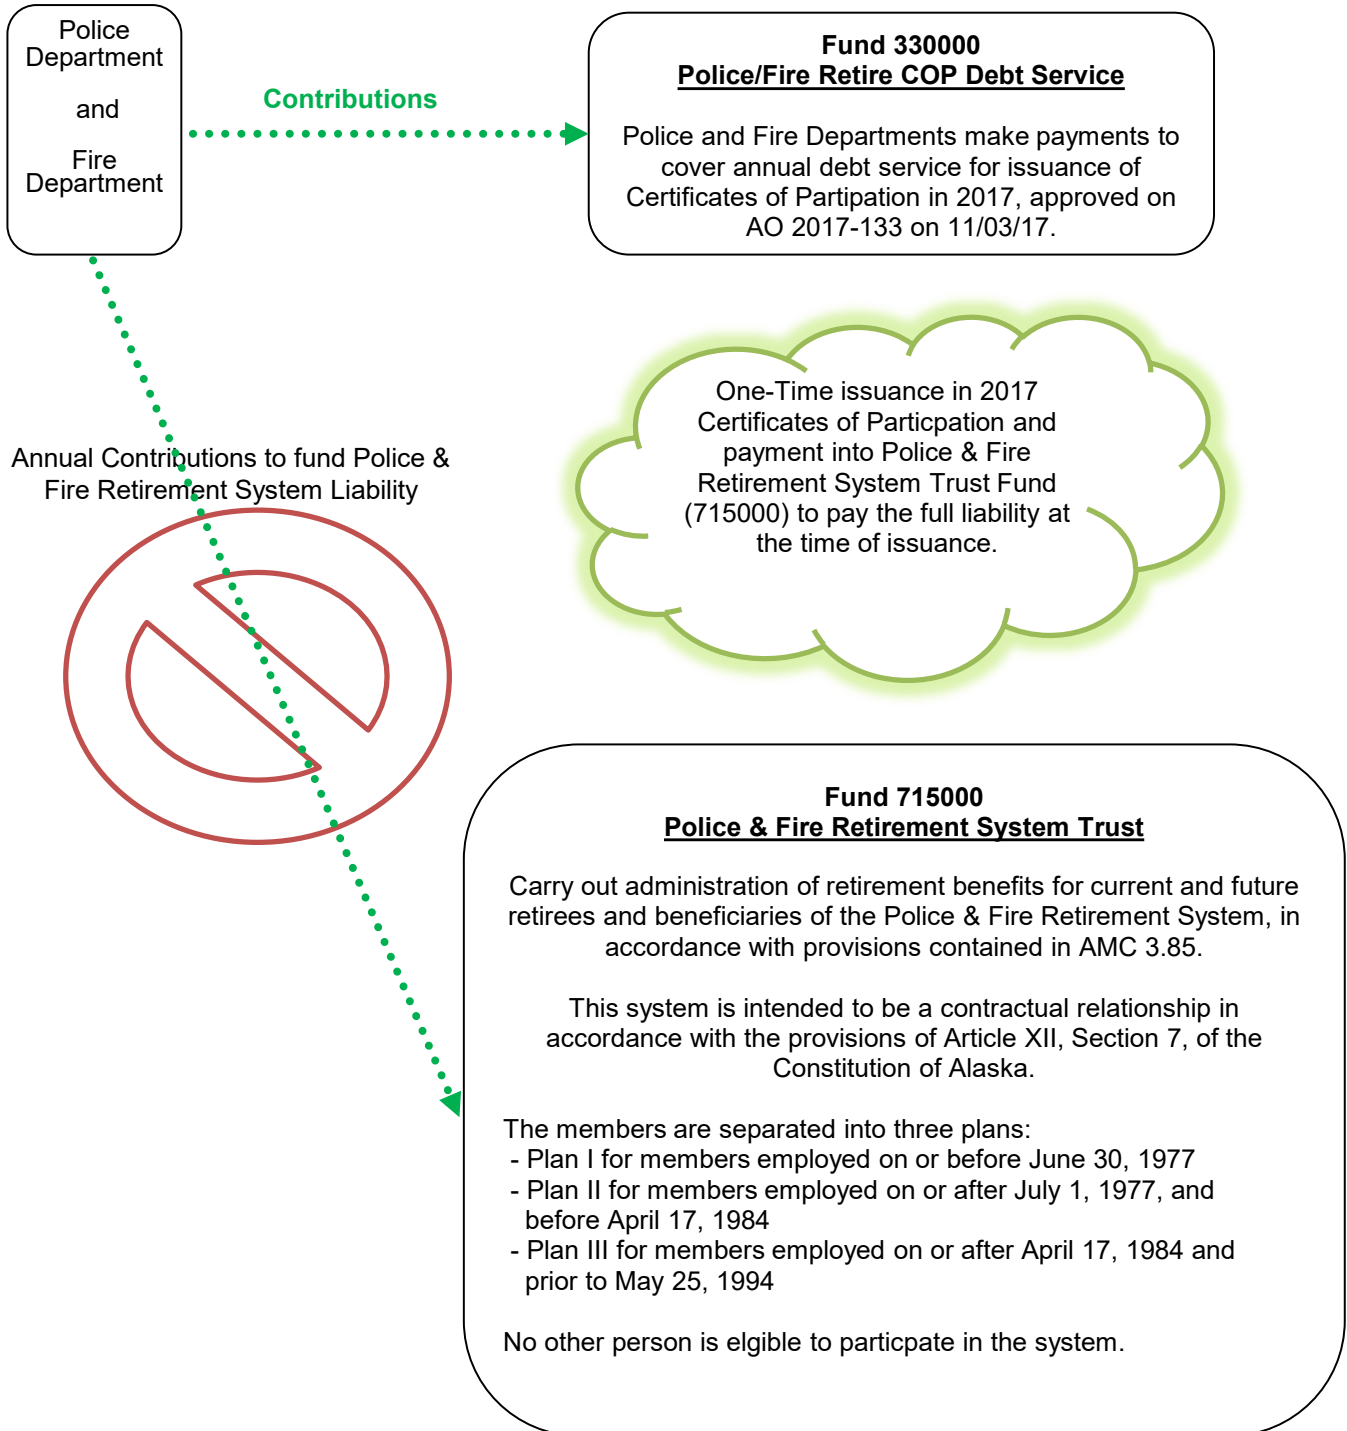 Police
Department
and
Fire
Department
Contributions
Fund 330000
Police/Fire Retire COP Debt Service
Police and Fire Departments make payments to
cover annual debt service for issuance of
Certificates of Partipation in 2017, approved on
AO 2017-133 on 11/03/17.
One-Time issuance in 2017
Certificates of Particpation and
payment into Police & Fire
Retirement System Trust Fund
(715000) to pay the full liability at
the time of issuance.
Annual Contributions to fund Police &
Fire Retirement System Liability
Fund 715000
Police & Fire Retirement System Trust
Carry out administration of retirement benefits for current and future
retirees and beneficiaries of the Police & Fire Retirement System, in
accordance with provisions contained in AMC 3.85.
This system is intended to be a contractual relationship in
accordance with the provisions of Article XII, Section 7, of the
Constitution of Alaska.
The members are separated into three plans:
- Plan I for members employed on or before June 30, 1977
- Plan II for members employed on or after July 1, 1977, and
before April 17, 1984
- Plan III for members employed on or after April 17, 1984 and
prior to May 25, 1994
No other person is elgible to particpate in the system.